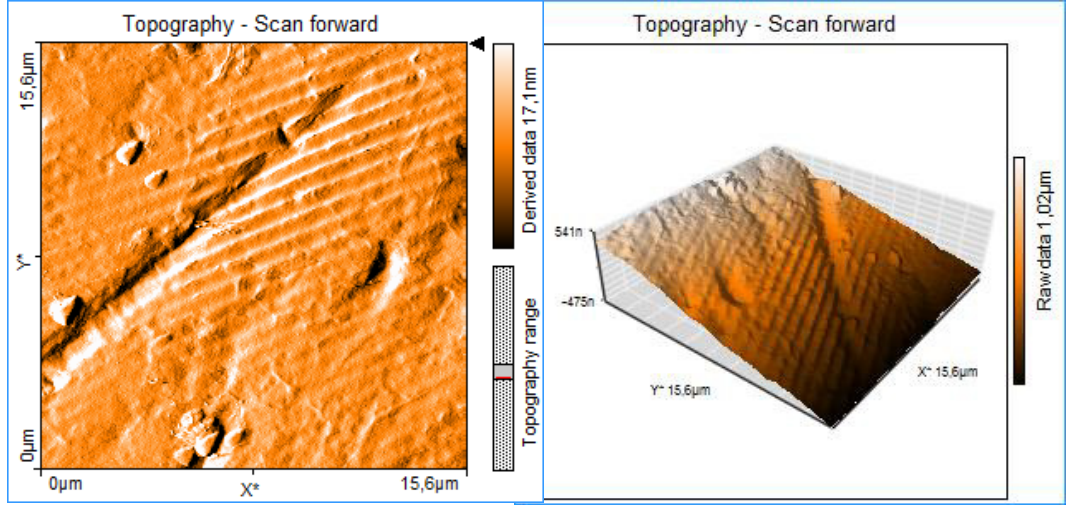 Topography - Scan forward
15,6µm
Y*
0µm
0µm
X*
15,6µm
Derived data 17,1nm
Topography range
Topography - Scan forward
541n
-475n
Y* 15,6µm
X* 15,6µm
Raw data 1,02µm